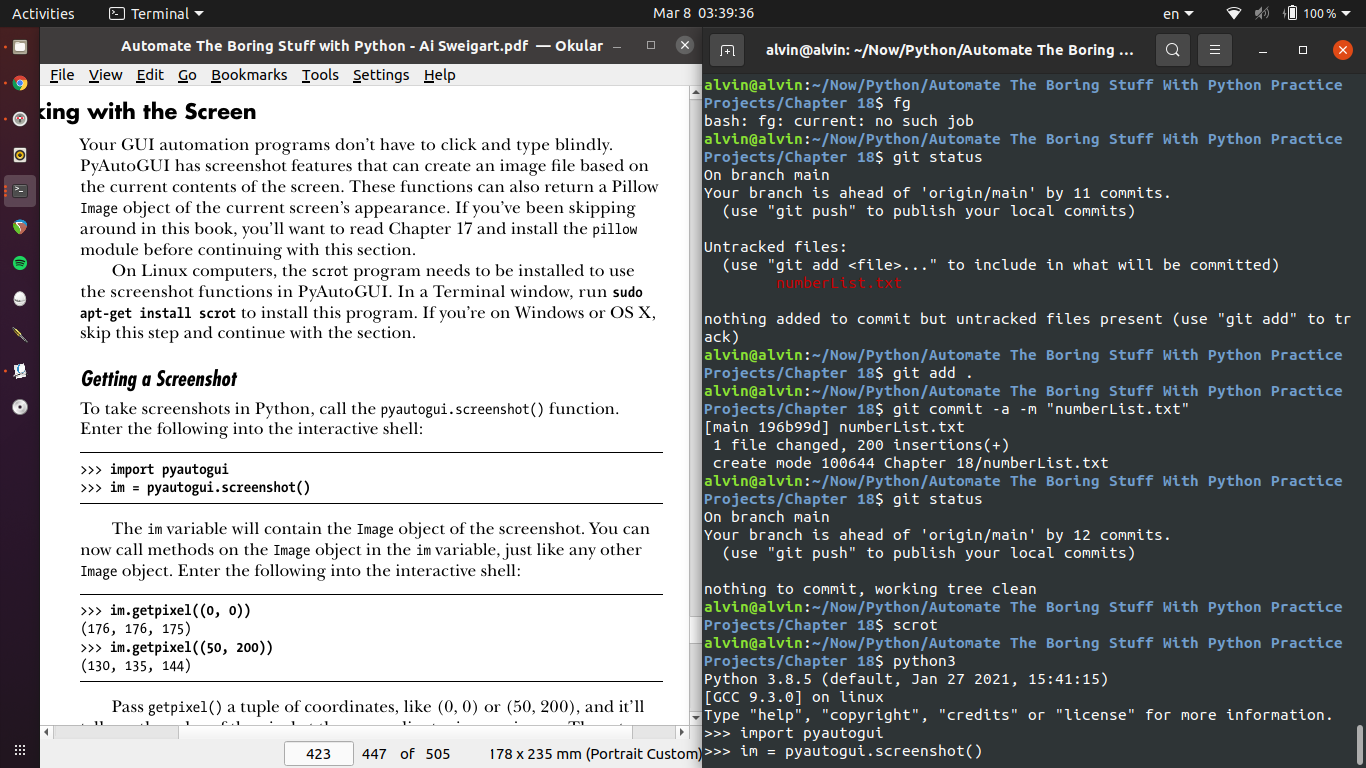 Activities
Terminal
Mar 8 03:39:36
en
100 %
Automate The Boring Stuff with Python - Ai Sweigart.pdf — Okular
File View Edit Go Bookmarks Tools Settings Help
king with the Screen
Your GUI automation programs don’t have to click and type blindly.
PyAutoGUI has screenshot features that can create an image file based on
the current contents of the screen. These functions can also return a Pillow
Image object of the current screen’s appearance. If you’ve been skipping
around in this book, you’ll want to read Chapter 17 and install the pillow
module before continuing with this section.
On Linux computers, the scrot program needs to be installed to use
the screenshot functions in PyAutoGUI. In a Terminal window, run sudo
apt-get install scrot to install this program. If you’re on Windows or OS X,
skip this step and continue with the section.
Getting a Screenshot
To take screenshots in Python, call the pyautogui.screenshot() function.
Enter the following into the interactive shell:
>>> import pyautogui
>>> im = pyautogui.screenshot()
The im variable will contain the Image object of the screenshot. You can
now call methods on the Image object in the im variable, just like any other
Image object. Enter the following into the interactive shell:
>>> im.getpixel((0, 0))
(176, 176, 175)
>>> im.getpixel((50, 200))
(130, 135, 144)
Pass getpixel() a tuple of coordinates, like (0, 0) or (50, 200), and it’ll
423 447 of 505 178 x 235 mm (Portrait Custom)
alvin@alvin: ~/Now/Python/Automate The Boring ...
alvin@alvin:~/Now/Python/Automate The Boring Stuff With Python Practice
Projects/Chapter 18$ fg
bash: fg: current: no such job
alvin@alvin:~/Now/Python/Automate The Boring Stuff With Python Practice
Projects/Chapter 18$ git status
On branch main
Your branch is ahead of 'origin/main' by 11 commits.
(use "git push" to publish your local commits)
Untracked files:
(use "git add <file>..." to include in what will be committed)
numberList.txt
nothing added to commit but untracked files present (use "git add" to tr
ack)
alvin@alvin:~/Now/Python/Automate The Boring Stuff With Python Practice
Projects/Chapter 18$ git add .
alvin@alvin:~/Now/Python/Automate The Boring Stuff With Python Practice
Projects/Chapter 18$ git commit -a -m "numberList.txt"
[main 196b99d] numberList.txt
1 file changed, 200 insertions(+)
create mode 100644 Chapter 18/numberList.txt
alvin@alvin:~/Now/Python/Automate The Boring Stuff With Python Practice
Projects/Chapter 18$ git status
On branch main
Your branch is ahead of 'origin/main' by 12 commits.
(use "git push" to publish your local commits)
nothing to commit, working tree clean
alvin@alvin:~/Now/Python/Automate The Boring Stuff With Python Practice
Projects/Chapter 18$ scrot
alvin@alvin:~/Now/Python/Automate The Boring Stuff With Python Practice
Projects/Chapter 18$ python3
Python 3.8.5 (default, Jan 27 2021, 15:41:15)
[GCC 9.3.0] on linux
Type "help", "copyright", "credits" or "license" for more information.
>>> import pyautogui
>>> im = pyautogui.screenshot()